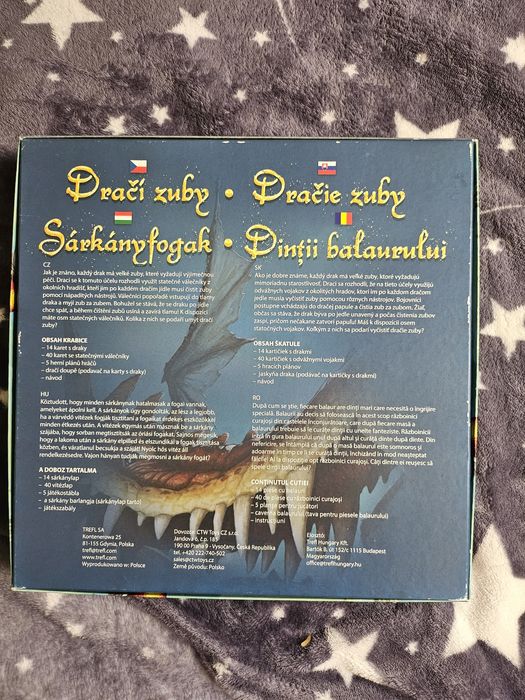 Dračí zuby • Dračie zuby
Sárkányfogak • Dinții balaurului
CZ
Jak je známo, každý drak má velké zuby, které vyžadují výjimečnou
péči. Draci se k tomuto účelu rozhodli využít statečné válečníky z
okolních hradišť, kteří jim po každém dračím jídle musí čistit zuby
pomocí nápaditých nástrojů. Válečníci popořadě vstupují do tlamy
draka a myjí zub za zubem. Bohužel se stává, že se draku po jídle
chce spát, a během čištění zubů usíná a zavírá tlamu! K dispozici
máte osm statečných válečníků. Kolika z nich se podaří umýt dračí
zuby?
OBSAH KRABICE
– 14 karet s draky
– 40 karet se statečnými válečníky
– 5 herní plánů hráčů
– dračí doupě (podavač na karty s draky)
– návod
SK
Ako je dobre známe, každý drak má veľké zuby, ktoré vyžadujú
mimoriadnu starostlivosť. Draci sa rozhodli, že na tieto účely využijú
odvážnych vojakov z okolitých hradov, ktorí im po každom dračom
jedle musia vyčistiť zuby pomocou rôznych nástrojov. Bojovníci
postupne vchádzajú do dračej papule a čistia zub za zubom. Žiaľ,
občas sa stáva, že drak býva po jedle unavený a počas čistenia zubov
zaspí, pričom nečakane zatvorí papuľu! Máš k dispozícii osem
statočných vojakov. Koľkým z nich sa podarí vyčistiť dračie zuby?
OBSAH ŠKATULE
– 14 kartičiek s drakmi
– 40 kartičiek s odvážnymi vojakmi
– 5 hracích plánov
– jaskyňa draka (podávač na kartičky s drakmi)
– návod
HU
Köztudott, hogy minden sárkánynak hatalmasak a fogai vannak,
amelyeket ápolni kell. A sárkányok úgy gondolták, az lesz a legjobb,
ha a várvédő vitézek fogják tisztítani a fogaikat érdekes eszközökkel
minden étkezés után. A vitézek egymás után másznak be a sárkány
szájába, hogy sorban megtisztítsák az óriási fogakat. Sajnos mégesik,
hogy a lakoma után a sárkány elpilled és elszundikál a fogak tisztítása
közben, és váratlanul becsukja a száját! Nyolc hős vitéz áll
rendelkezésedre. Vajon hányan tudják megmosni a sárkány fogát?
A DOBOZ TARTALMA
– 14 sárkánylap
– 40 vitézlap
– 5 játékostábla
– a sárkány barlangja (sárkánylap tartó)
– játékszabály
RO
După cum se știe, fiecare balaur are dinți mari care necesită o îngrijire
specială. Balaurii au decis să folosească în acest scop războinicii
curajoși din castelele înconjurătoare, care după fiecare masă a
balaurului trebuie să le curețe dinții cu unelte fanteziste. Războinicii
intră în gura balaurului unul după altul și curăță dinte după dinte. Din
nefericire, se întâmplă că după o masă balaurul este somnoros și
adoarme în timp ce îi se curăță dinții, închizând în mod neașteptat
fălcile! Ai la dispoziție opt războinici curajoși. Câți dintre ei reușesc să
spele dinții balaurului?
CONȚINUTUL CUTIEI
– 14 piese cu balauri
– 40 de piese cu războinici curajoși
– 5 planșe pentru jucători
– caverna balaurului (tava pentru piesele balaurului)
– instrucțiuni
TREFL SA
Kontenerowa 25
81-155 Gdynia, Polska
trefl@trefl.com
www.trefl.com
Wyprodukowano w: Polsce
Dovozce: CTW Toys CZ s.r.o.
Jandova 6, č.p. 185
190 00 Praha 9 - Vysočany, Česká Republika
tel. +420 222-740-502
sales@ctwtoys.cz
Země původu: Polsko
Elosztó:
Trefl Hungary Kft.
Bartók B. út 152/c 1115 Budapest
Magyarország
office@treflhungary.hu